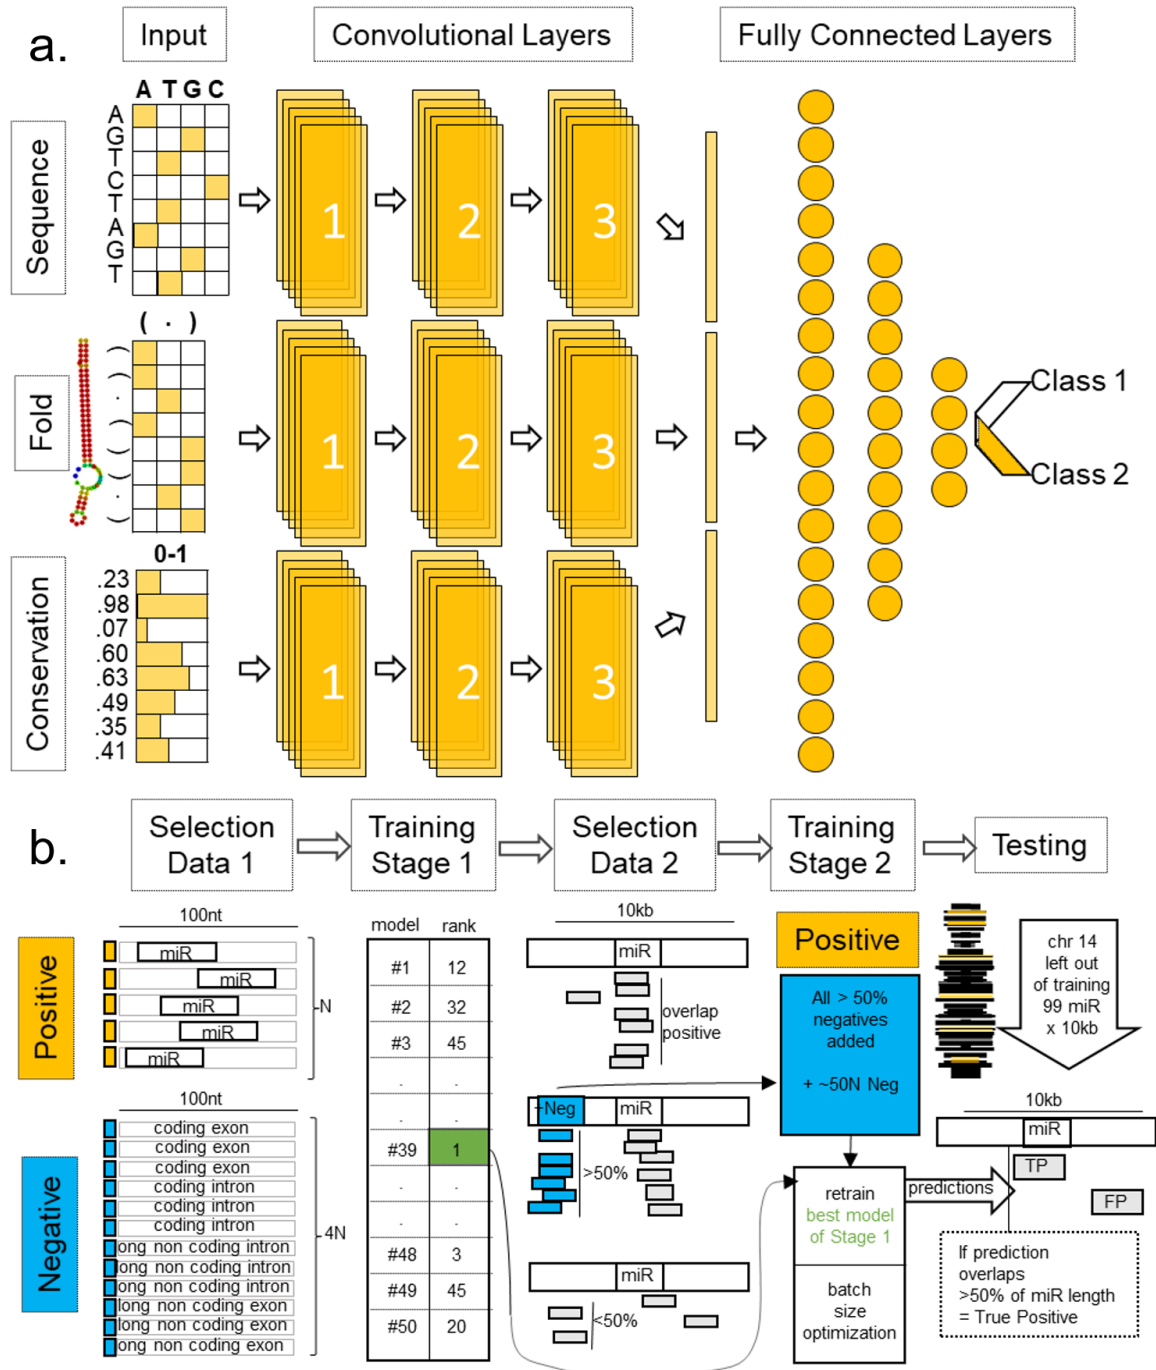 a.
Input
Convolutional Layers
Fully Connected Layers
Sequence
A T G C
A
G
T
C
T
A
G
T
1
2
3
Fold
( . )
(
(
.
(
)
)
.
)
1
2
3
Class 1
Class 2
Conservation
0-1
.23
.98
.07
.60
.63
.49
.35
.41
1
2
3
b.
Selection
Data 1
Training
Stage 1
Selection
Data 2
Training
Stage 2
Testing
Positive
100nt
miR
miR
miR
miR
miR
N
Negative
100nt
coding exon
coding exon
coding exon
coding intron
coding intron
coding intron
ong non coding intron
ong non coding intron
ong non coding intron
long non coding exon
long non coding exon
ong non coding exon
4N
model rank
#1 12
#2 32
#3 45
. .
. .
#39 1
. .
. .
#48 3
#49 45
#50 20
10kb
miR
overlap
positive
+Neg
miR
>50%
miR
<50%
Positive
All > 50%
negatives
added
+ ~50N Neg
retrain
best model
of Stage 1
batch
size
optimization
predictions
chr 14
left out
of training
99 miR
x 10kb
10kb
miR
TP
FP
If prediction
overlaps
>50% of miR length
= True Positive